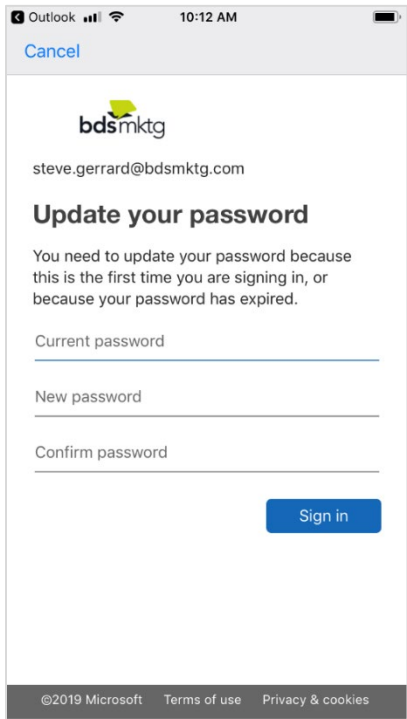 Outlook 10:12 AM
Cancel
bdsmktg
steve.gerrard@bdsmktg.com
Update your password
You need to update your password because
this is the first time you are signing in, or
because your password has expired.
Current password
New password
Confirm password
Sign in
©2019 Microsoft Terms of use Privacy & cookies